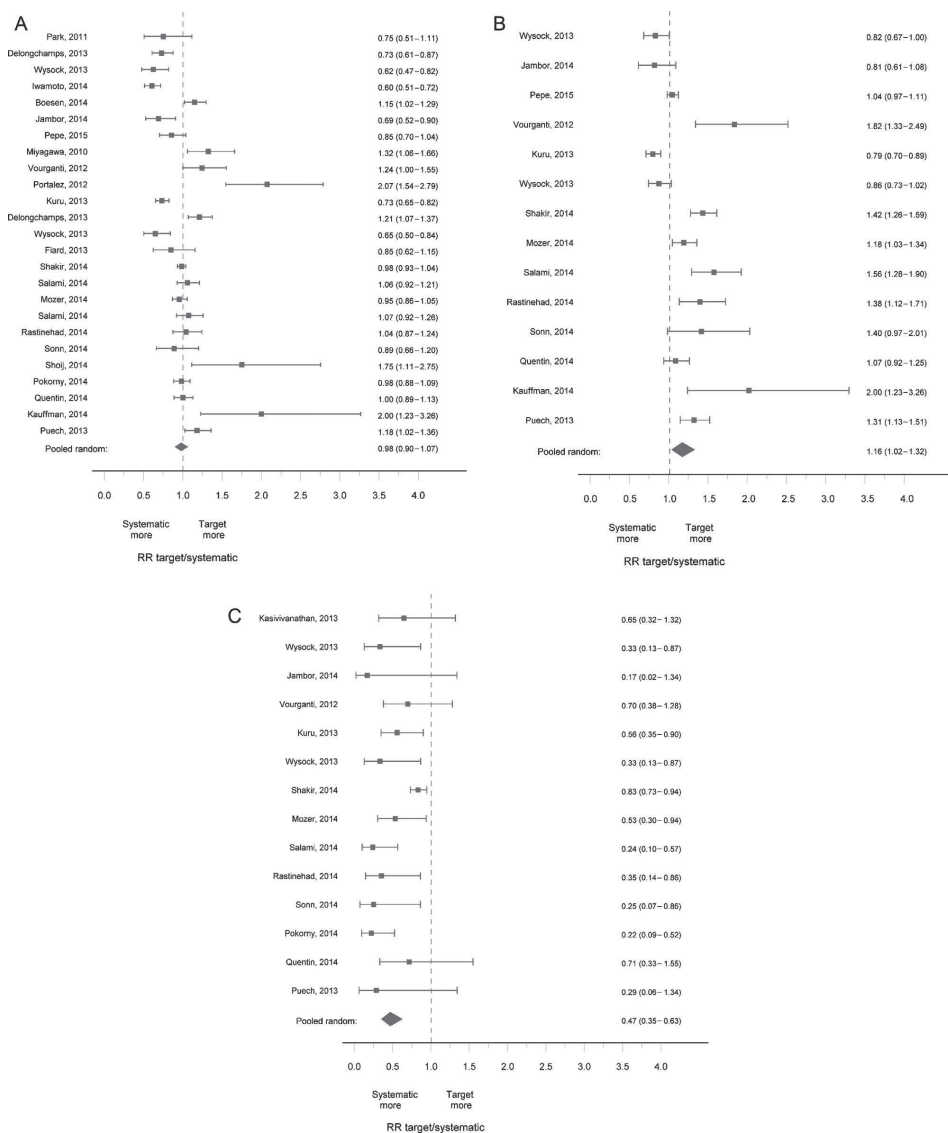 A
Park, 2011 0.75 (0.51−1.11)
Delongchamps, 2013 0.73 (0.61−0.87)
Wysock, 2013 0.62 (0.47−0.82)
Iwamoto, 2014 0.60 (0.51−0.72)
Boesen, 2014 1.15 (1.02−1.29)
Jambor, 2014 0.69 (0.52−0.90)
Pepe, 2015 0.85 (0.70−1.04)
Miyagawa, 2010 1.32 (1.06−1.66)
Vourganti, 2012 1.24 (1.00−1.55)
Portalez, 2012 2.07 (1.54−2.79)
Kuru, 2013 0.73 (0.65−0.82)
Delongchamps, 2013 1.21 (1.07−1.37)
Wysock, 2013 0.65 (0.50−0.84)
Fiard, 2013 0.85 (0.62−1.15)
Shakir, 2014 0.98 (0.93−1.04)
Salami, 2014 1.06 (0.92−1.21)
Mozer, 2014 0.95 (0.86−1.05)
Salami, 2014 1.07 (0.92−1.26)
Rastinehad, 2014 1.04 (0.87−1.24)
Sonn, 2014 0.89 (0.66−1.20)
Shoij, 2014 1.75 (1.11−2.75)
Pokorny, 2014 0.98 (0.88−1.09)
Quentin, 2014 1.00 (0.89−1.13)
Kauffman, 2014 2.00 (1.23−3.26)
Puech, 2013 1.18 (1.02−1.36)
Pooled random: 0.98 (0.90−1.07)
0.0 0.5 1.0 1.5 2.0 2.5 3.0 3.5 4.0
Systematic more Target more
RR target/systematic
B
Wysock, 2013 0.82 (0.67−1.00)
Jambor, 2014 0.81 (0.61−1.08)
Pepe, 2015 1.04 (0.97−1.11)
Vourganti, 2012 1.82 (1.33−2.49)
Kuru, 2013 0.79 (0.70−0.89)
Wysock, 2013 0.86 (0.73−1.02)
Shakir, 2014 1.42 (1.26−1.59)
Mozer, 2014 1.18 (1.03−1.34)
Salami, 2014 1.56 (1.28−1.90)
Rastinehad, 2014 1.38 (1.12−1.71)
Sonn, 2014 1.40 (0.97−2.01)
Quentin, 2014 1.07 (0.92−1.25)
Kauffman, 2014 2.00 (1.23−3.26)
Puech, 2013 1.31 (1.13−1.51)
Pooled random: 1.16 (1.02−1.32)
0.0 0.5 1.0 1.5 2.0 2.5 3.0 3.5 4.0
Systematic more Target more
RR target/systematic
C
Kasivivanathan, 2013 0.65 (0.32−1.32)
Wysock, 2013 0.33 (0.13−0.87)
Jambor, 2014 0.17 (0.02−1.34)
Vourganti, 2012 0.70 (0.38−1.28)
Kuru, 2013 0.56 (0.35−0.90)
Wysock, 2013 0.33 (0.13−0.87)
Shakir, 2014 0.83 (0.73−0.94)
Mozer, 2014 0.53 (0.30−0.94)
Salami, 2014 0.24 (0.10−0.57)
Rastinehad, 2014 0.35 (0.14−0.86)
Sonn, 2014 0.25 (0.07−0.86)
Pokorny, 2014 0.22 (0.09−0.52)
Quentin, 2014 0.71 (0.33−1.55)
Puech, 2013 0.29 (0.06−1.34)
Pooled random: 0.47 (0.35−0.63)
0.0 0.5 1.0 1.5 2.0 2.5 3.0 3.5 4.0
Systematic more Target more
RR target/systematic